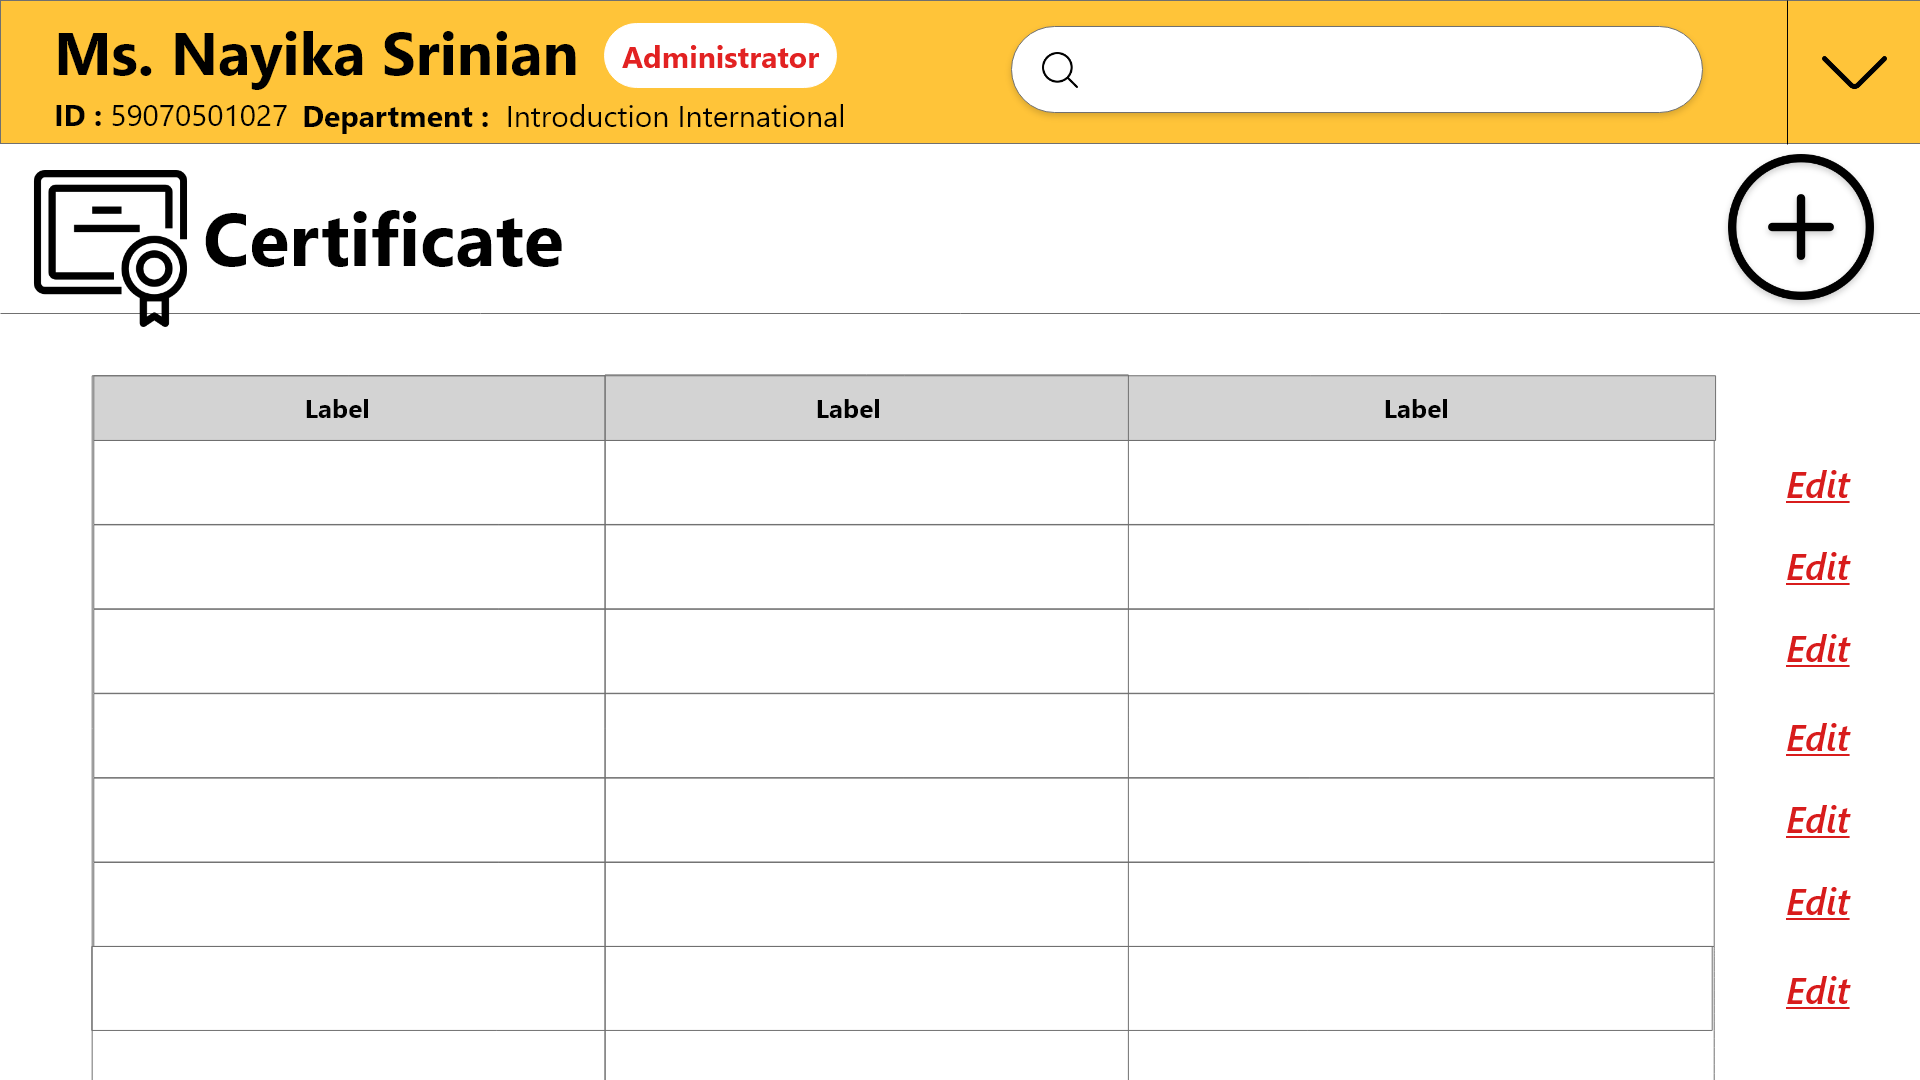 Ms. Nayika Srinian Administrator
ID : 59070501027 Department : Introduction International
Certificate
Label Label Label
Edit
Edit
Edit
Edit
Edit
Edit
Edit